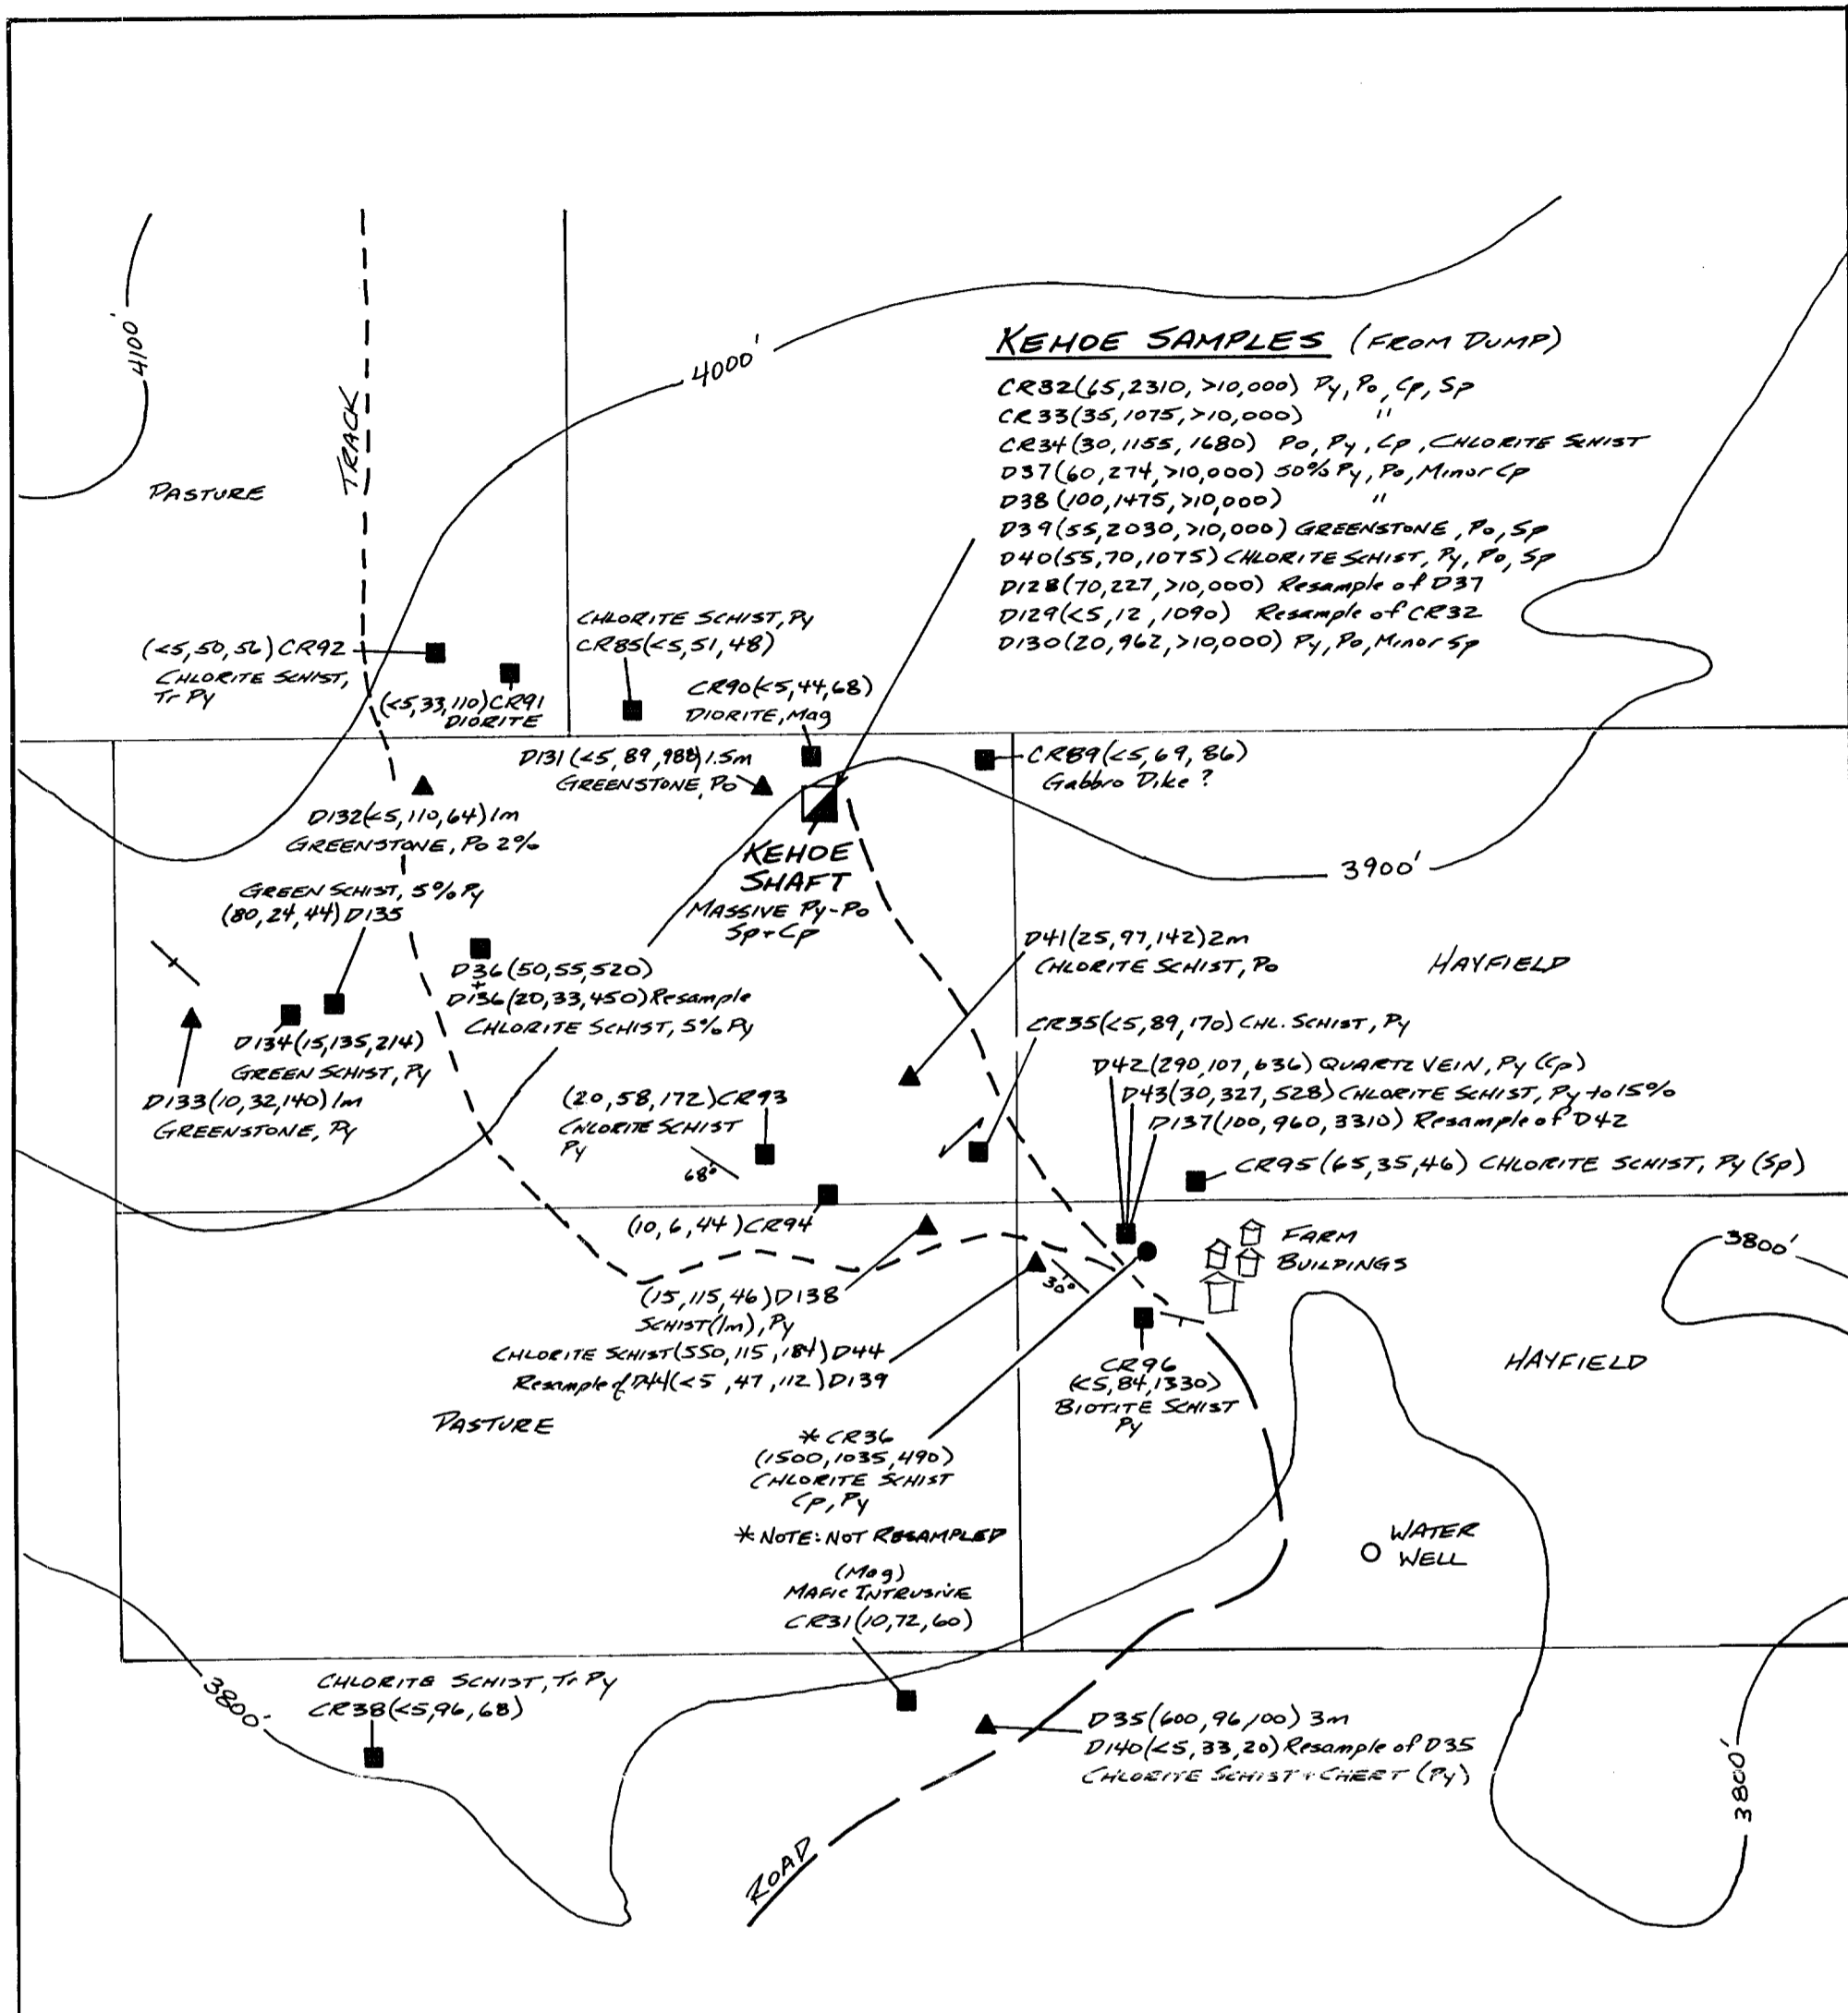 4100'
4000'
TRACK
PASTURE
KEHOE SAMPLES (FROM DUMP)
CR32(65,2310,>10,000) Py, Po, Cp, Sp
CR33(35,1075,>10,000) "
CR34(30,1155,1680) Po, Py, Cp, CHLORITE SCHIST
D37(60,274,>10,000) 50% Py, Po, Minor Cp
D38(100,1475,>10,000) "
D39(55,2030,>10,000) GREENSTONE, Po, Sp
D40(55,70,1075) CHLORITE SCHIST, Py, Po, Sp
D128(70,227,>10,000) Resample of D37
D129(<5,12,1090) Resample of CR32
D130(20,962,>10,000) Py, Po, Minor Sp
(<5,50,56) CR92
CHLORITE SCHIST,
Tr Py
(<5,33,110) CR91
DIORITE
CHLORITE SCHIST, Py
CR85(<5,51,48)
CR90(<5,44,68)
DIORITE, Mag
D131(<5,89,988) 1.5m
GREENSTONE, Po
CR89(<5,69,86)
Gabbro Dike ?
D132(<5,110,64) 1m
GREENSTONE, Po 2%
KEHOE
SHAFT
MASSIVE Py-Po
Sp+Cp
3900'
GREEN SCHIST, 5% Py
(80,24,44) D135
D36(50,55,520)
+
D136(20,33,450) Resample
CHLORITE SCHIST, 5% Py
D41(25,97,142) 2m
CHLORITE SCHIST, Po
HAYFIELD
D134(15,135,214)
GREEN SCHIST, Py
D133(10,32,140) 1m
GREENSTONE, Py
CR35(<5,89,170) CHL. SCHIST, Py
D42(290,107,636) QUARTZ VEIN, Py (Cp)
D43(30,327,528) CHLORITE SCHIST, Py to 15%
D137(100,960,3310) Resample of D42
(20,58,172) CR93
CHLORITE SCHIST
Py
68°
CR95(65,35,46) CHLORITE SCHIST, Py (Sp)
(10,6,44) CR94
FARM
BUILDINGS
3800'
30°
(15,115,46) D138
SCHIST(1m), Py
CHLORITE SCHIST(550,115,184) D44
Resample of D44(<5,47,112) D139
CR96
(<5,84,1330)
BIOTITE SCHIST
Py
HAYFIELD
PASTURE
* CR36
(1500,1035,490)
CHLORITE SCHIST
Cp, Py
* NOTE: NOT RESAMPLED
WATER
WELL
(Mag)
MAFIC INTRUSIVE
CR31(10,72,60)
3800'
CHLORITE SCHIST, Tr Py
CR38(<5,96,68)
D35(600,96,100) 3m
D140(<5,33,20) Resample of D35
CHLORITE SCHIST + CHERT (Py)
3800'
ROAD